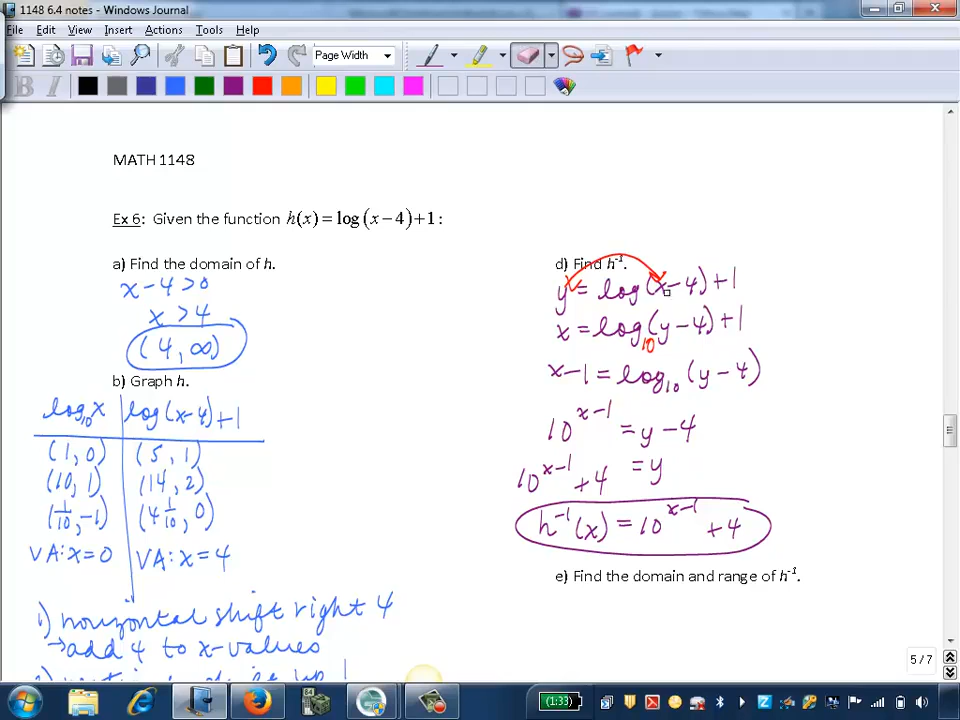 1148 6.4 notes - Windows Journal
File Edit View Insert Actions Tools Help
Page Width
B I
MATH 1148
Ex 6: Given the function h(x) = log(x − 4) + 1 :
a) Find the domain of h.
x − 4 > 0
x > 4
(4, ∞)
b) Graph h.
log₁₀x | log(x−4)+1
(1, 0) | (5, 1)
(10, 1) | (14, 2)
(1/10, −1) | (4 1/10, 0)
VA: x = 0 | VA: x = 4
1) horizontal shift right 4
→ add 4 to x-values
d) Find h⁻¹.
y = log(x − 4) + 1
x = log₁₀(y − 4) + 1
x − 1 = log₁₀(y − 4)
10^(x−1) = y − 4
10^(x−1) + 4 = y
h⁻¹(x) = 10^(x−1) + 4
e) Find the domain and range of h⁻¹.
5 / 7
(1:33)